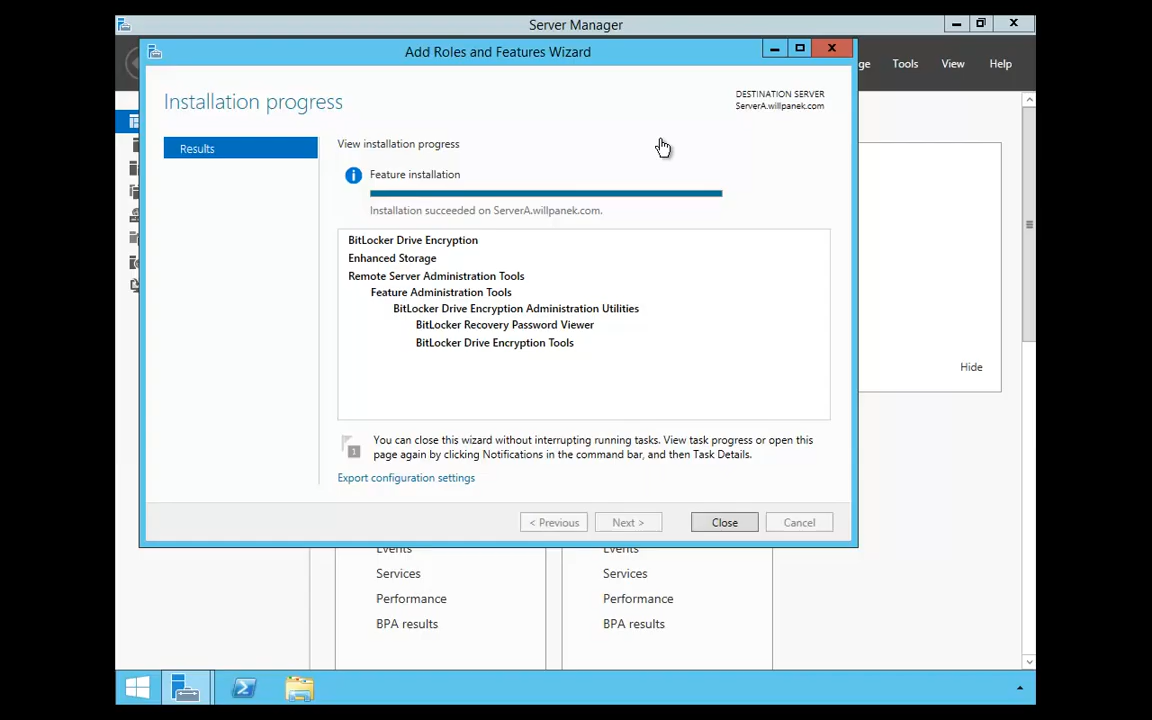 Server Manager
Add Roles and Features Wizard
Tools
View
Help
Installation progress
DESTINATION SERVER
ServerA.willpanek.com
Results
View installation progress
Feature installation
Installation succeeded on ServerA.willpanek.com.
BitLocker Drive Encryption
Enhanced Storage
Remote Server Administration Tools
Feature Administration Tools
BitLocker Drive Encryption Administration Utilities
BitLocker Recovery Password Viewer
BitLocker Drive Encryption Tools
Hide
1
You can close this wizard without interrupting running tasks. View task progress or open this
page again by clicking Notifications in the command bar, and then Task Details.
Export configuration settings
< Previous
Next >
Close
Cancel
Events
Services
Performance
BPA results
Events
Services
Performance
BPA results